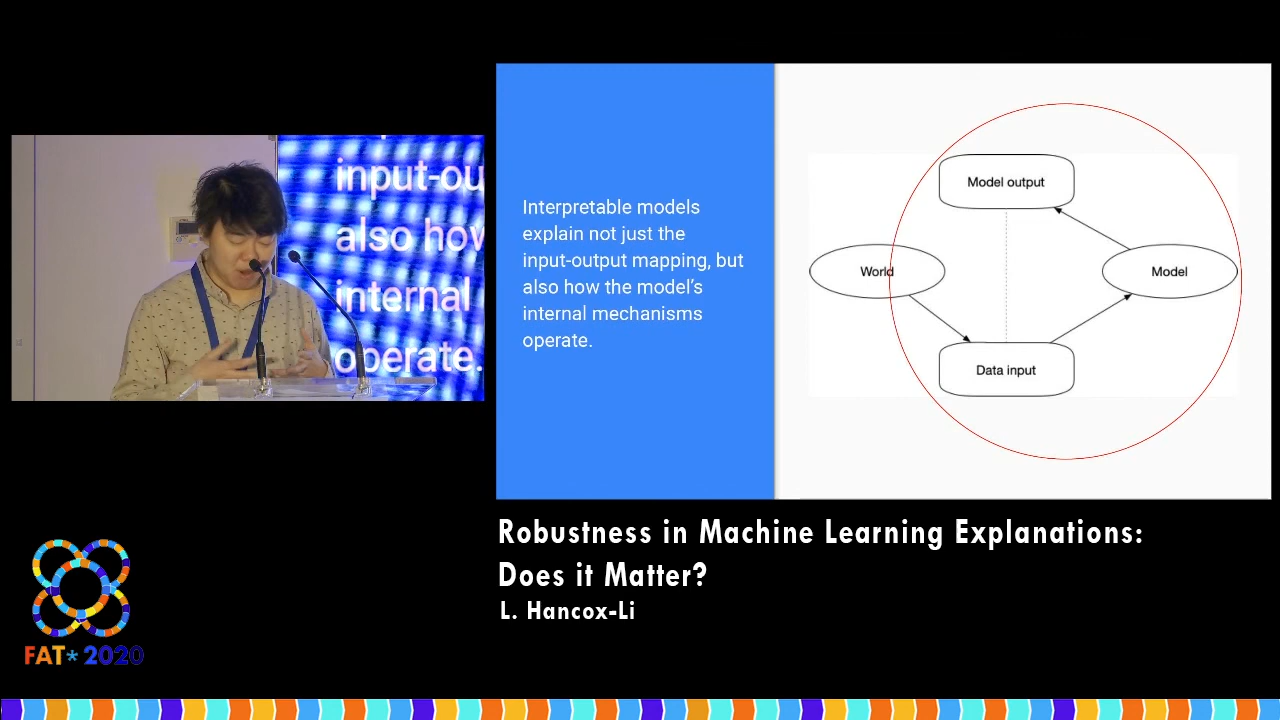 input-ou
also how
internal
operate.
Interpretable models
explain not just the
input-output mapping, but
also how the model's
internal mechanisms
operate.
Model output
World
Model
Data input
Robustness in Machine Learning Explanations:
Does it Matter?
L. Hancox-Li
FAT* 2020